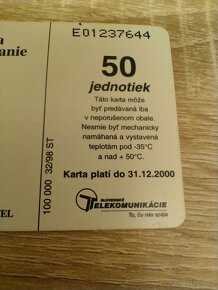 E01237644
a
anie
50
jednotiek
Táto karta môže
byť predávaná iba
v neporušenom obale.
Nesmie byť mechanicky
namáhaná a vystavená
teplotám pod -35°C
a nad + 50°C.
Karta platí do 31.12.2000
SLOVENSKÉ
TELEKOMUNIKÁCIE
To, čo nás spája
100 000 32/98 ST
TEL